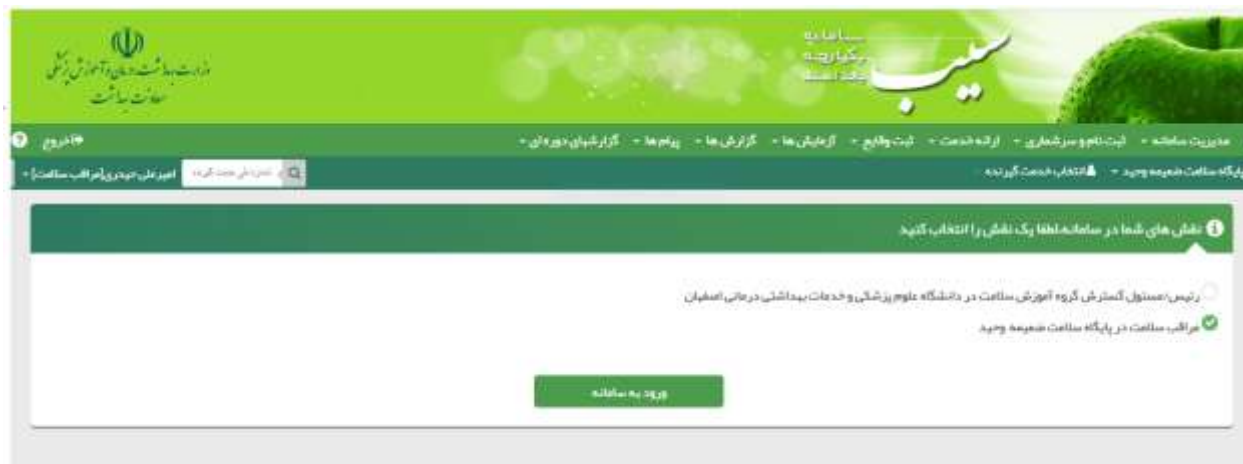 وزارت بهداشت، درمان و آموزش پزشکی
معاونت بهداشت
سیب
سامانه
یکپارچه
بهداشت
مدیریت سامانه ثبت نام و سرشماری ارائه خدمت ثبت وقایع آزمایش ها گزارش ها پیام ها گزارشهای دوره ای خروج ?
پایگاه سلامت ضمیمه وحید انتخاب خدمت گیرنده امیرعلی حیدری[مراقب سلامت]
نقش های شما در سامانه،لطفا یک نقش را انتخاب کنید
رئیس/مسئول گسترش گروه آموزش سلامت در دانشگاه علوم پزشکی و خدمات بهداشتی درمانی اصفهان
مراقب سلامت در پایگاه سلامت ضمیمه وحید
ورود به سامانه